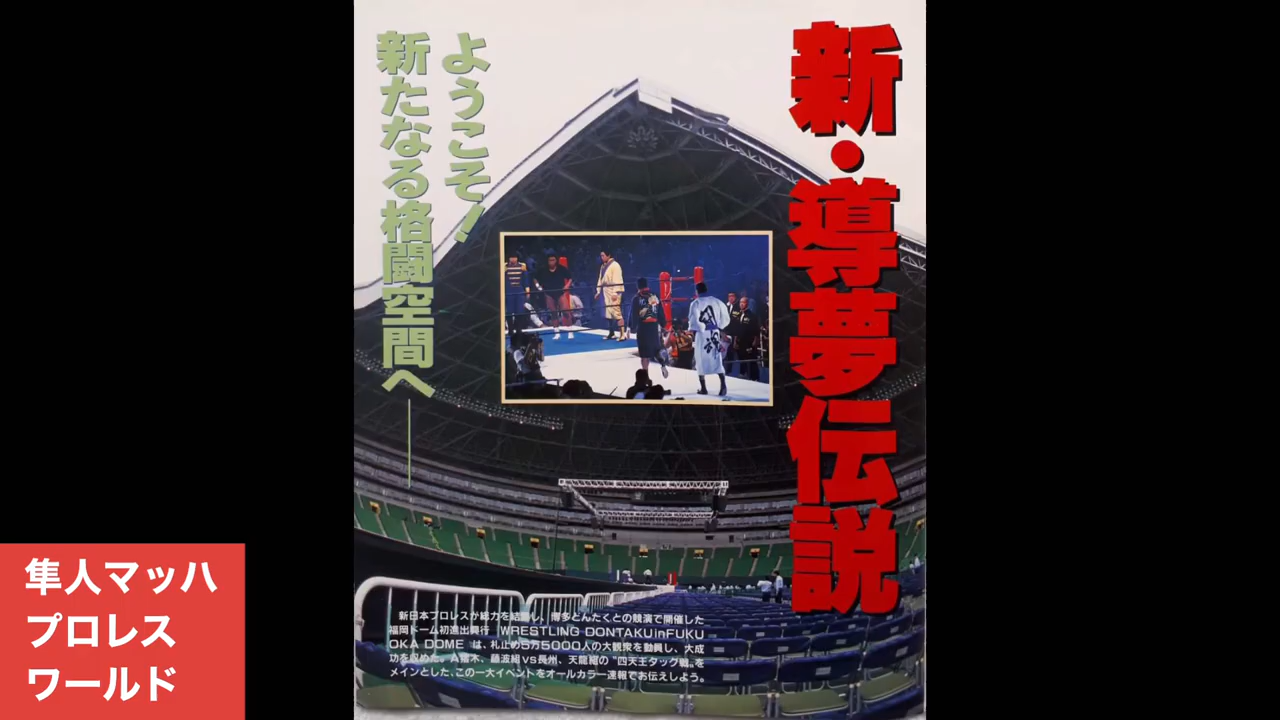 新・導夢伝説
ようこそ!
新たなる格闘空間へ——
闘魂
新日本プロレスが総力を結集し、博多どんたくとの競演で開催した
福岡ドーム初進出興行　WRESTLING DONTAKU in FUKU
OKA DOME は、札止め5万5000人の大観衆を動員し、大成
功を収めた。A猪木、藤波組vs長州、天龍組の“四天王タッグ戦„を
メインとした、この一大イベントをオールカラー速報でお伝えしよう。
隼人マッハ
プロレス
ワールド